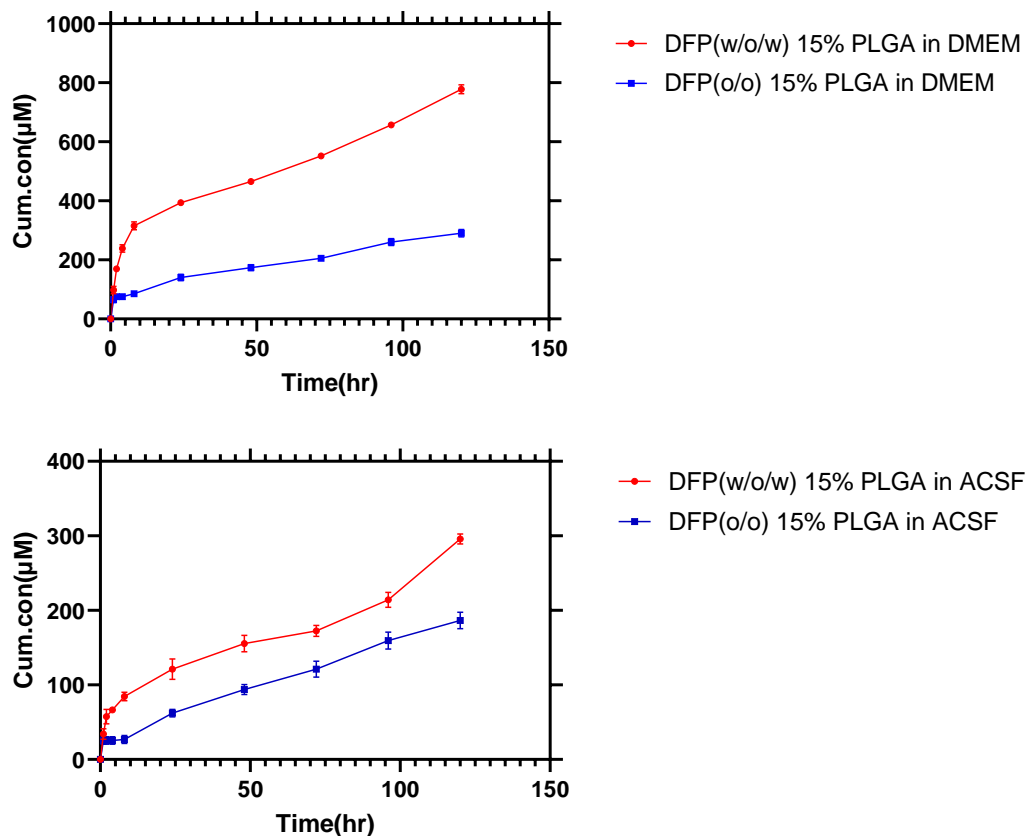 1000
800
600
400
200
0
Cum.con(µM)
0 50 100 150
Time(hr)
DFP(w/o/w) 15% PLGA in DMEM
DFP(o/o) 15% PLGA in DMEM
400
300
200
100
0
Cum.con(µM)
0 50 100 150
Time(hr)
DFP(w/o/w) 15% PLGA in ACSF
DFP(o/o) 15% PLGA in ACSF